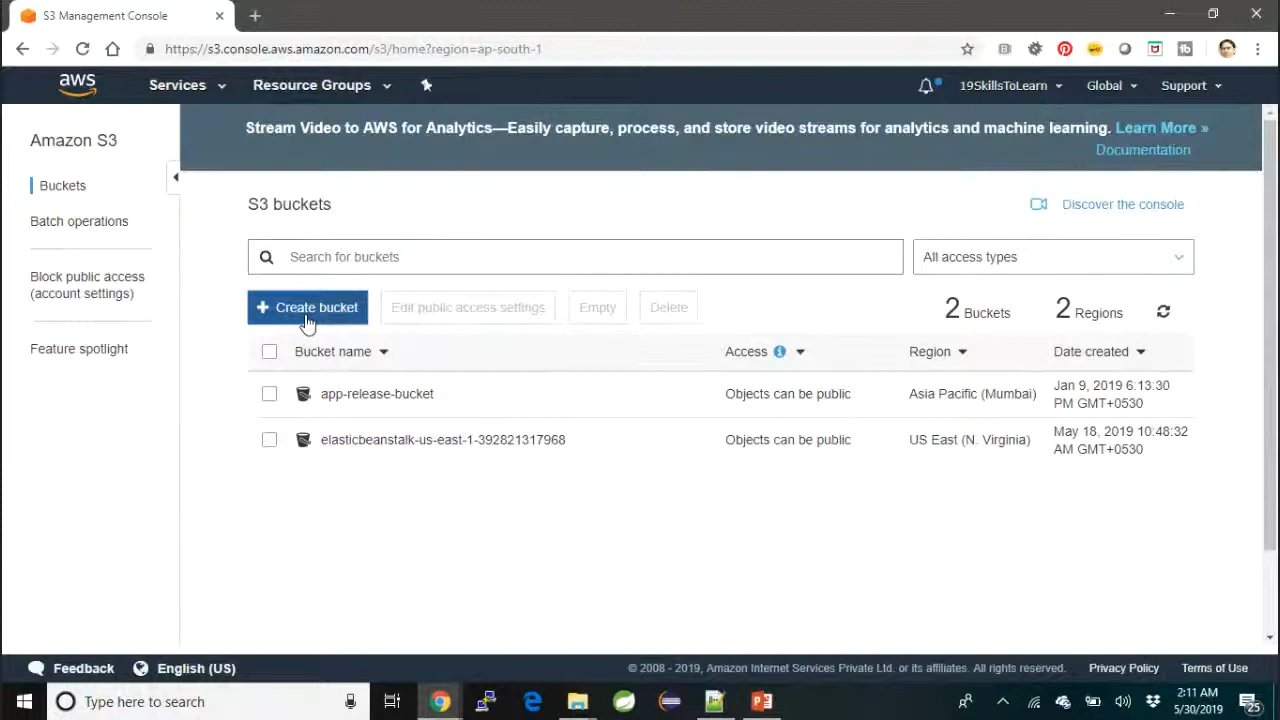 S3 Management Console
https://s3.console.aws.amazon.com/s3/home?region=ap-south-1
aws
Services
Resource Groups
19SkillsToLearn
Global
Support
Amazon S3
Buckets
Batch operations
Block public access
(account settings)
Feature spotlight
Stream Video to AWS for Analytics—Easily capture, process, and store video streams for analytics and machine learning. Learn More »
Documentation
S3 buckets
Discover the console
Search for buckets
All access types
+ Create bucket
Edit public access settings
Empty
Delete
2 Buckets
2 Regions
Bucket name
Access
Region
Date created
app-release-bucket
Objects can be public
Asia Pacific (Mumbai)
Jan 9, 2019 6:13:30
PM GMT+0530
elasticbeanstalk-us-east-1-392821317968
Objects can be public
US East (N. Virginia)
May 18, 2019 10:48:32
AM GMT+0530
Feedback
English (US)
© 2008 - 2019, Amazon Internet Services Private Ltd. or its affiliates. All rights reserved.
Privacy Policy
Terms of Use
Type here to search
2:11 AM
5/30/2019
25